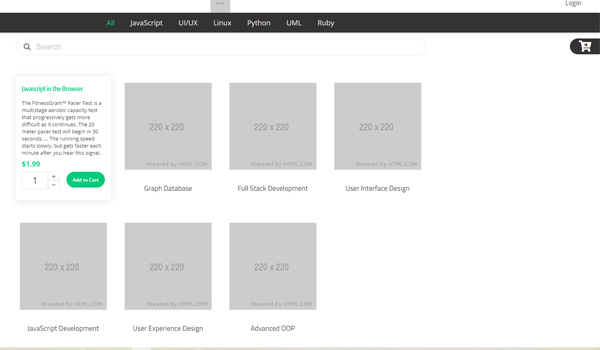 Login
All JavaScript UI/UX Linux Python UML Ruby
Search
Javascript in the Browser
The FitnessGram™ Pacer Test is a
multistage aerobic capacity test
that progressively gets more
difficult as it continues. The 20
meter pacer test will begin in 30
seconds. ... The running speed
starts slowly, but gets faster each
minute after you hear this signal.
$1.99
1 + −
Add to Cart
220 x 220
Powered by HTML.COM
Graph Database
220 x 220
Powered by HTML.COM
Full Stack Development
220 x 220
Powered by HTML.COM
User Interface Design
220 x 220
Powered by HTML.COM
JavaScript Development
220 x 220
Powered by HTML.COM
User Experience Design
220 x 220
Powered by HTML.COM
Advanced OOP